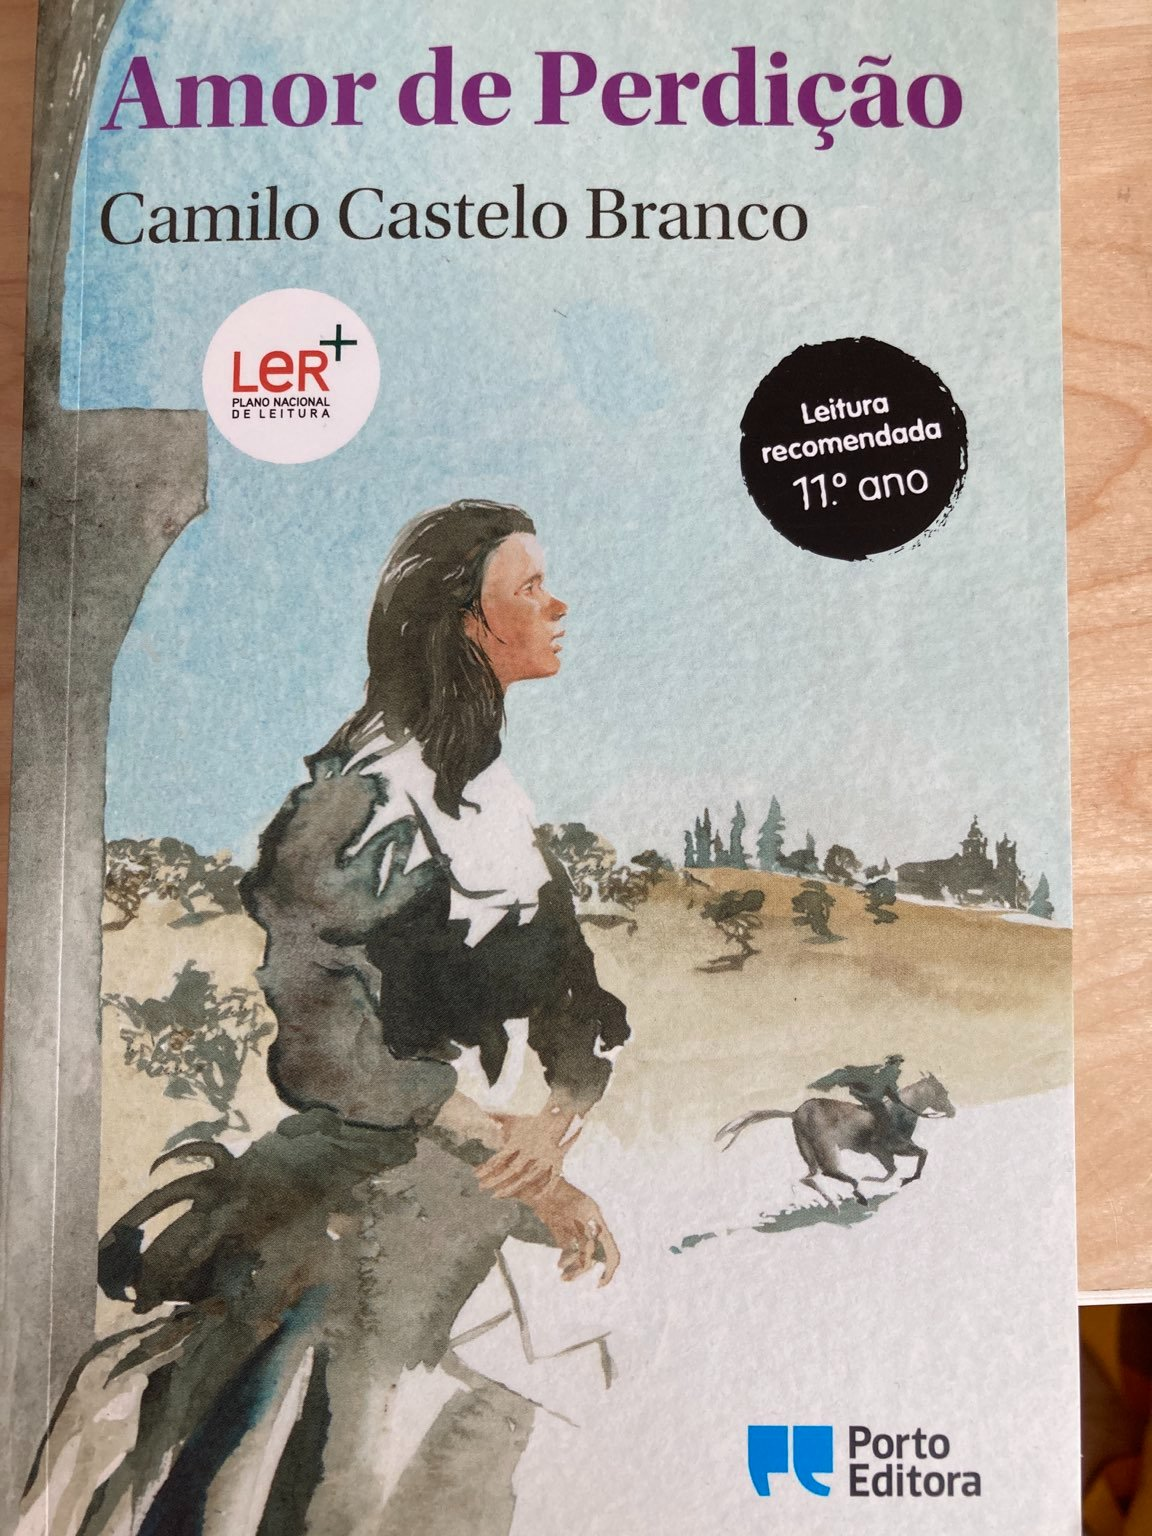 Amor de Perdição
Camilo Castelo Branco
LeR+
PLANO NACIONAL
DE LEITURA
Leitura
recomendada
11.º ano
Porto
Editora